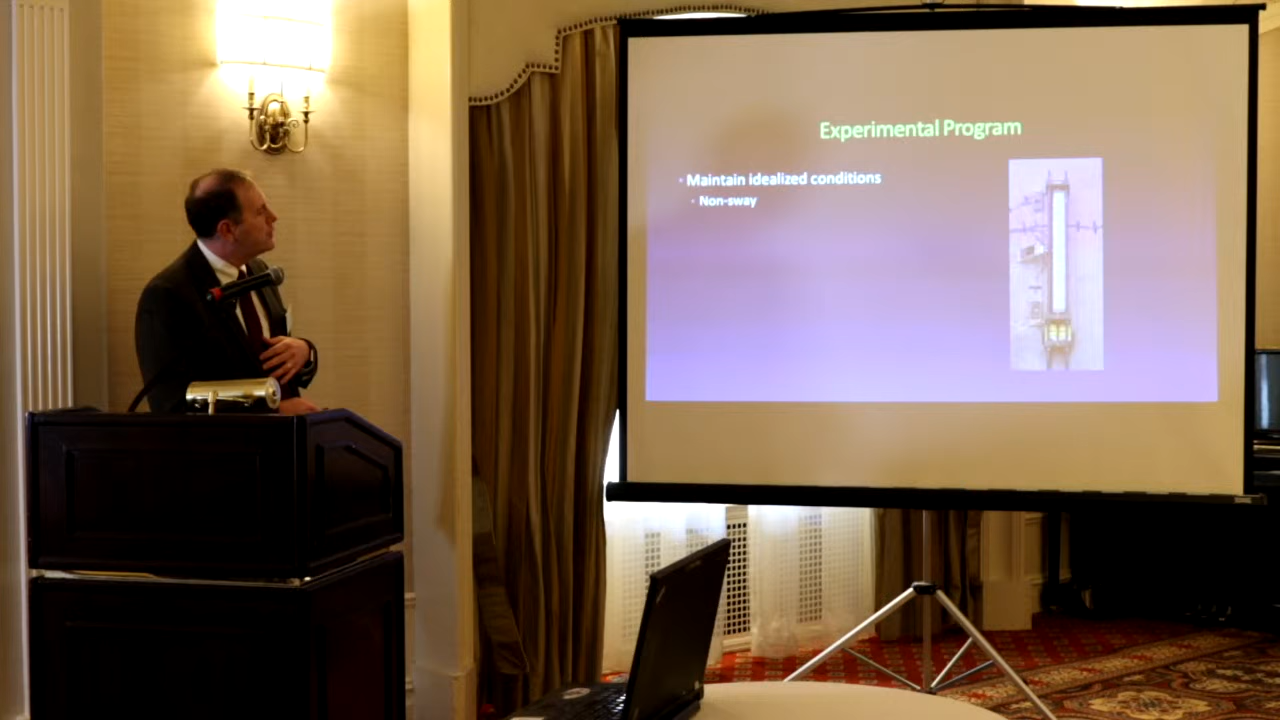 Experimental Program
• Maintain idealized conditions
• Non-sway